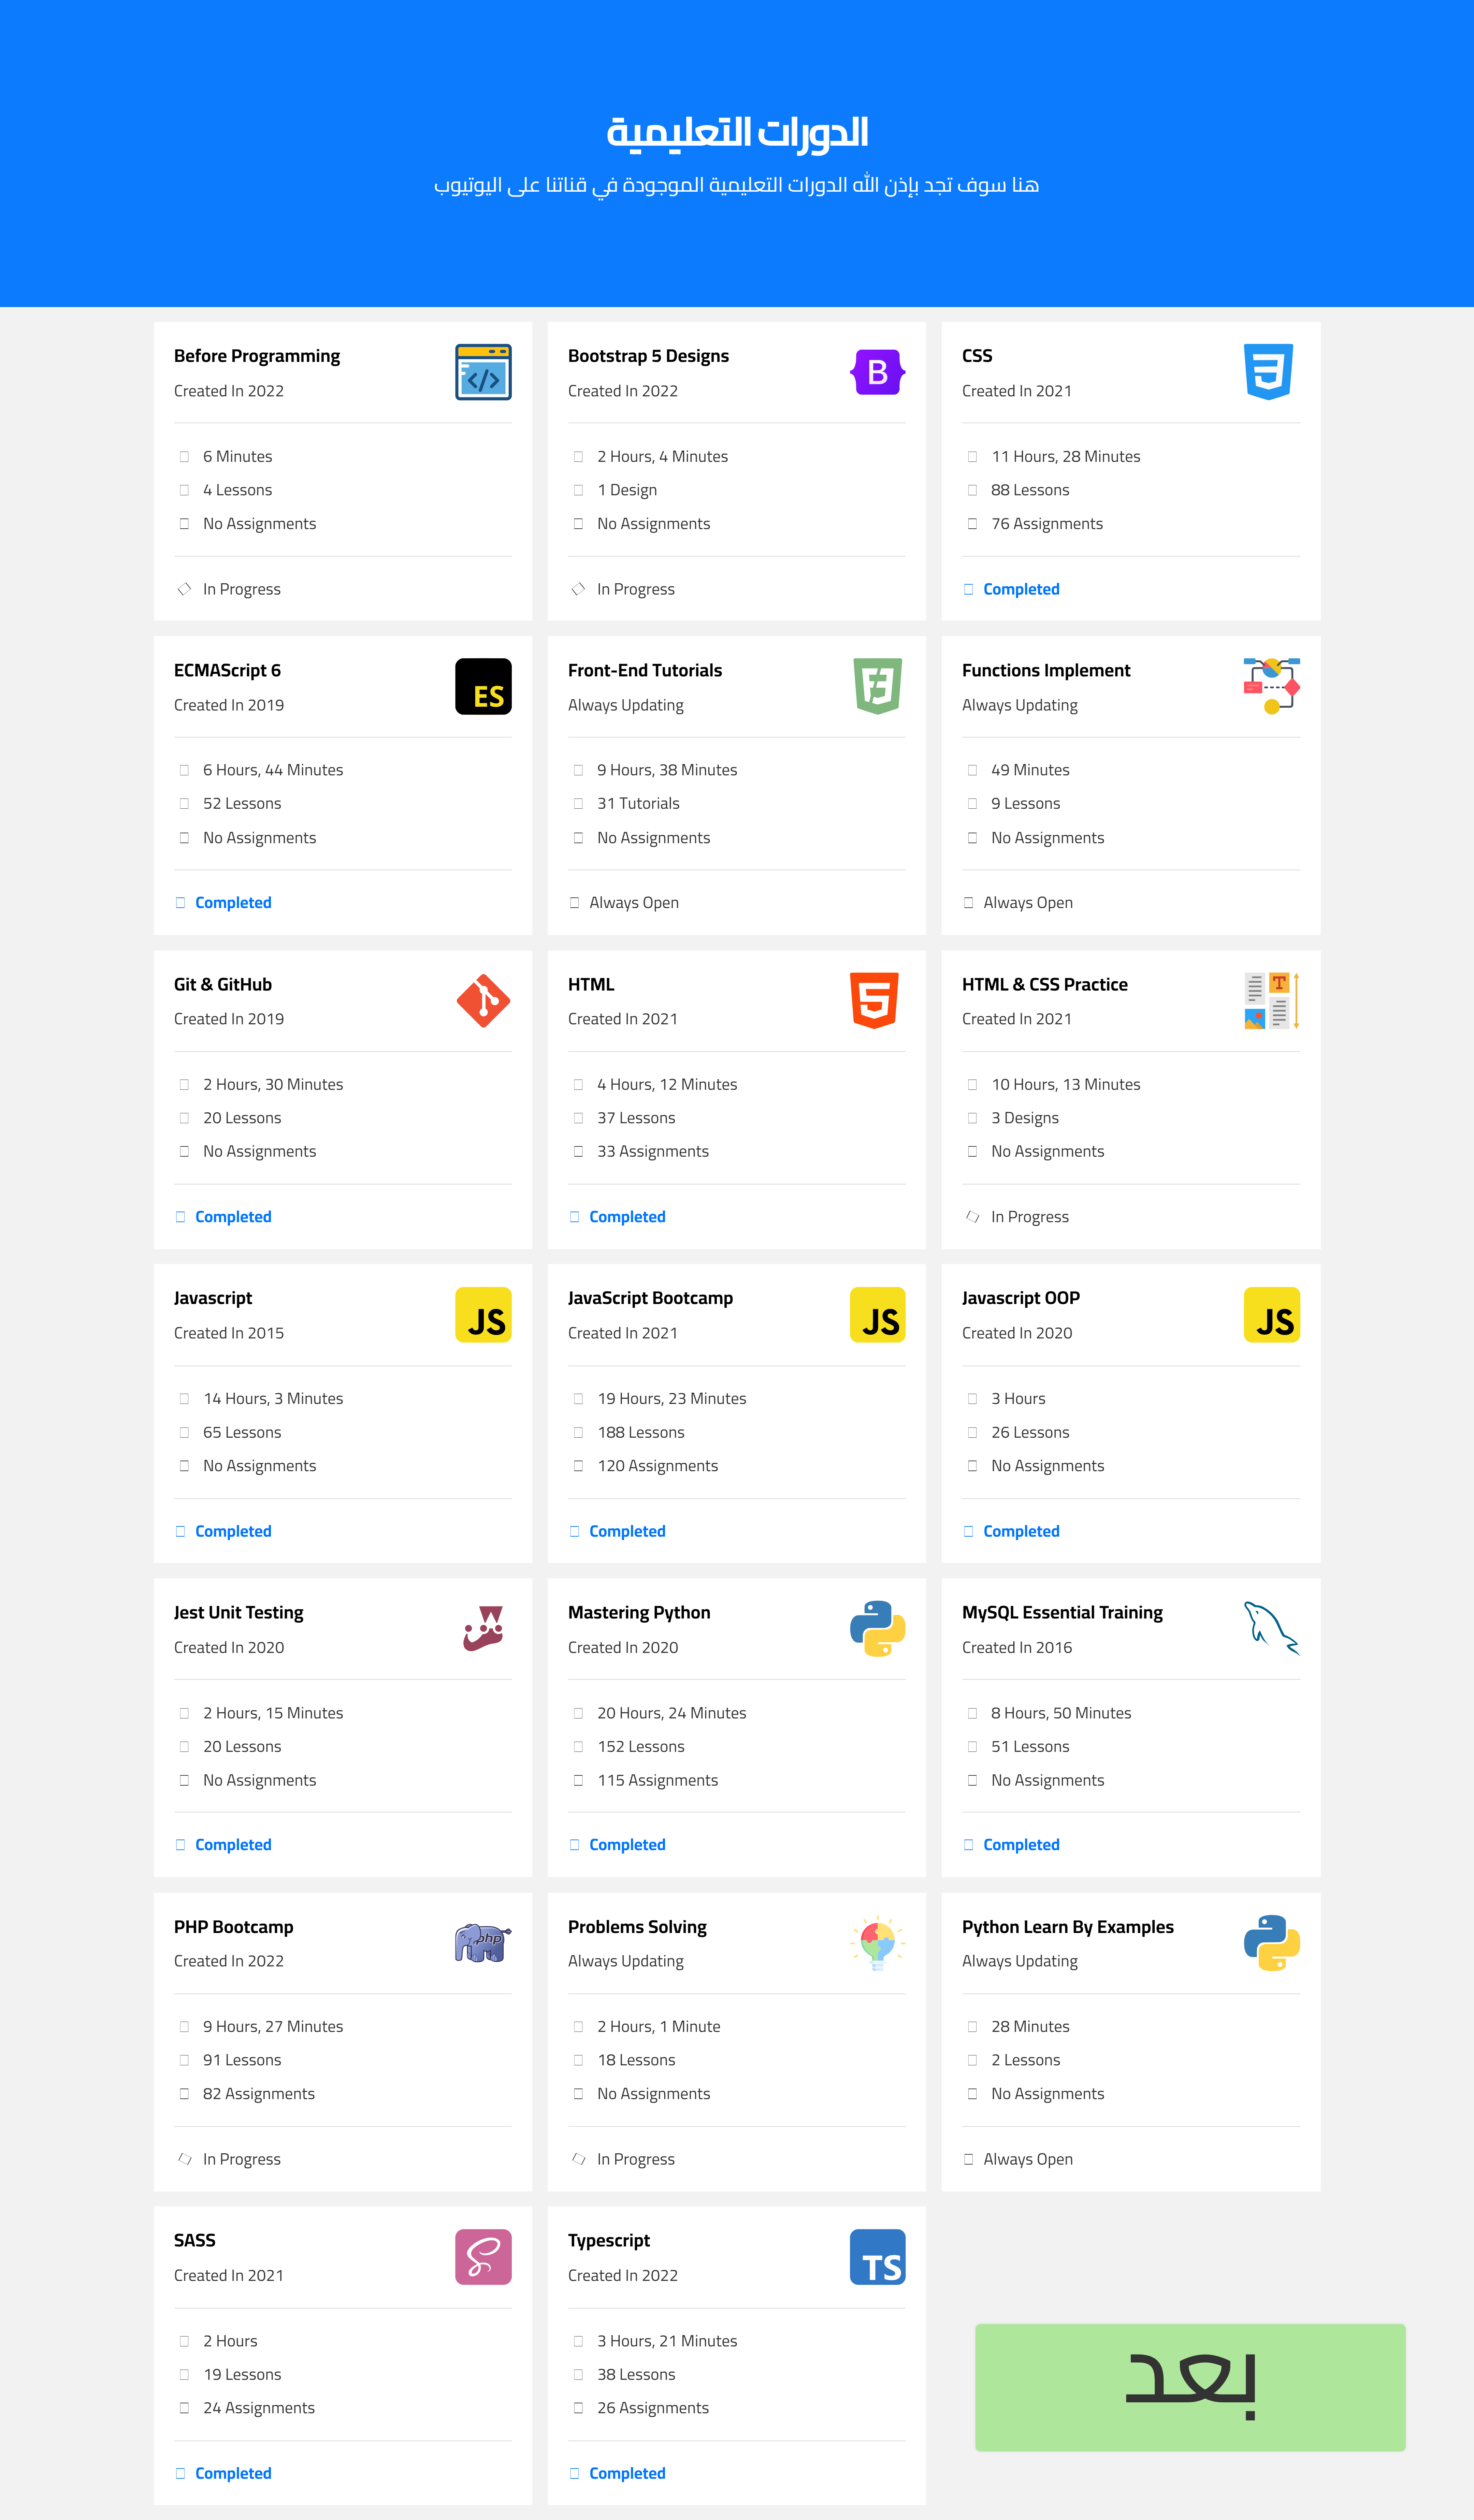 الدورات التعليمية
هنا سوف تجد بإذن الله الدورات التعليمية الموجودة في قناتنا على اليوتيوب
Before Programming
Created In 2022
6 Minutes
4 Lessons
No Assignments
In Progress
Bootstrap 5 Designs
Created In 2022
B
2 Hours, 4 Minutes
1 Design
No Assignments
In Progress
CSS
Created In 2021
11 Hours, 28 Minutes
88 Lessons
76 Assignments
Completed
ECMAScript 6
Created In 2019
ES
6 Hours, 44 Minutes
52 Lessons
No Assignments
Completed
Front-End Tutorials
Always Updating
9 Hours, 38 Minutes
31 Tutorials
No Assignments
Always Open
Functions Implement
Always Updating
49 Minutes
9 Lessons
No Assignments
Always Open
Git & GitHub
Created In 2019
2 Hours, 30 Minutes
20 Lessons
No Assignments
Completed
HTML
Created In 2021
5
4 Hours, 12 Minutes
37 Lessons
33 Assignments
Completed
HTML & CSS Practice
Created In 2021
T
10 Hours, 13 Minutes
3 Designs
No Assignments
In Progress
Javascript
Created In 2015
JS
14 Hours, 3 Minutes
65 Lessons
No Assignments
Completed
JavaScript Bootcamp
Created In 2021
JS
19 Hours, 23 Minutes
188 Lessons
120 Assignments
Completed
Javascript OOP
Created In 2020
JS
3 Hours
26 Lessons
No Assignments
Completed
Jest Unit Testing
Created In 2020
2 Hours, 15 Minutes
20 Lessons
No Assignments
Completed
Mastering Python
Created In 2020
20 Hours, 24 Minutes
152 Lessons
115 Assignments
Completed
MySQL Essential Training
Created In 2016
8 Hours, 50 Minutes
51 Lessons
No Assignments
Completed
PHP Bootcamp
Created In 2022
php
9 Hours, 27 Minutes
91 Lessons
82 Assignments
In Progress
Problems Solving
Always Updating
2 Hours, 1 Minute
18 Lessons
No Assignments
In Progress
Python Learn By Examples
Always Updating
28 Minutes
2 Lessons
No Assignments
Always Open
SASS
Created In 2021
2 Hours
19 Lessons
24 Assignments
Completed
Typescript
Created In 2022
TS
3 Hours, 21 Minutes
38 Lessons
26 Assignments
Completed
بعد